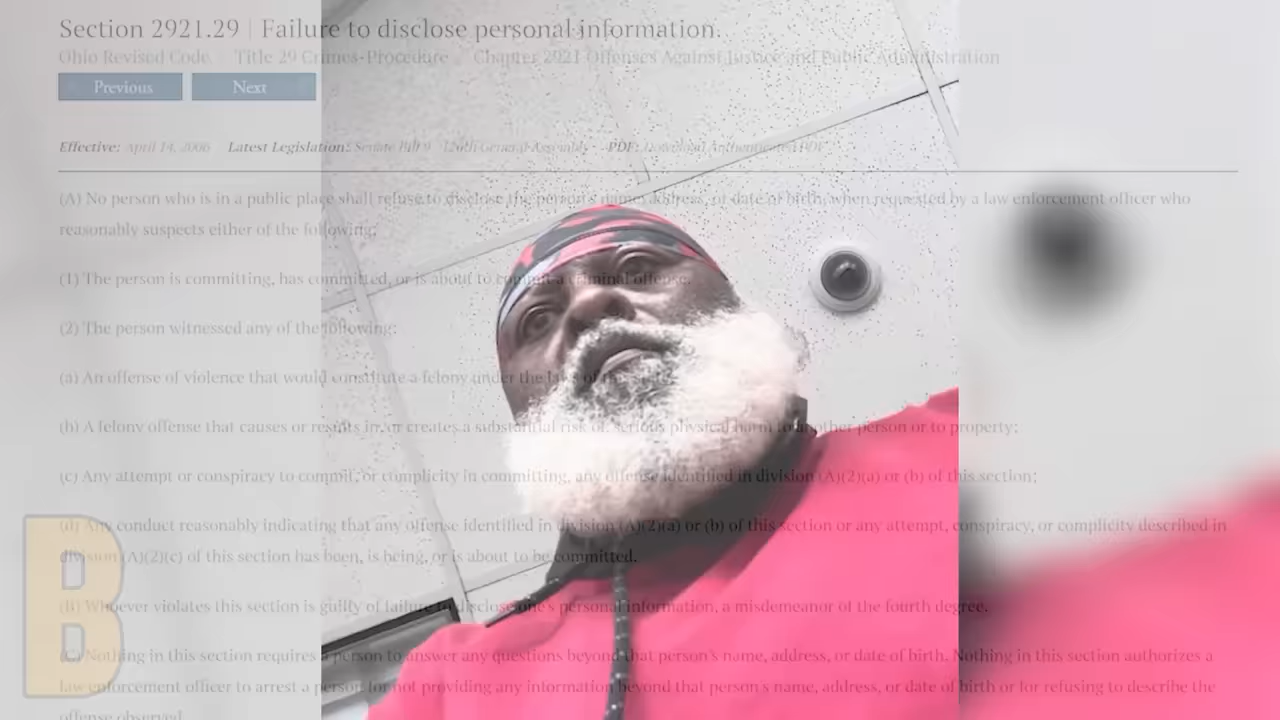 Section 2921.29 | Failure to disclose personal information.
Ohio Revised Code / Title 29 Crimes-Procedure / Chapter 2921 Offenses Against Justice and Public Administration
Previous Next
Effective: April 14, 2006 Latest Legislation: Senate Bill 9 - 126th General Assembly PDF: Download Authenticated PDF
(A) No person who is in a public place shall refuse to disclose the person's name, address, or date of birth, when requested by a law enforcement officer who
reasonably suspects either of the following:
(1) The person is committing, has committed, or is about to commit a criminal offense.
(2) The person witnessed any of the following:
(a) An offense of violence that would constitute a felony under the laws of
(b) A felony offense that causes or results in, or creates a substantial risk of, serious physical harm to another person or to property;
(c) Any attempt or conspiracy to commit, or complicity in committing, any offense identified in division (A)(2)(a) or (b) of this section;
(d) Any conduct reasonably indicating that any offense identified in division (A)(2)(a) or (b) of this section or any attempt, conspiracy, or complicity described in
division (A)(2)(c) of this section has been, is being, or is about to be committed.
(B) Whoever violates this section is guilty of failure to disclose one's personal information, a misdemeanor of the fourth degree.
(C) Nothing in this section requires a person to answer any questions beyond that person's name, address, or date of birth. Nothing in this section authorizes a
law enforcement officer to arrest a person for not providing any information beyond that person's name, address, or date of birth or for refusing to describe the
offense observed.
B